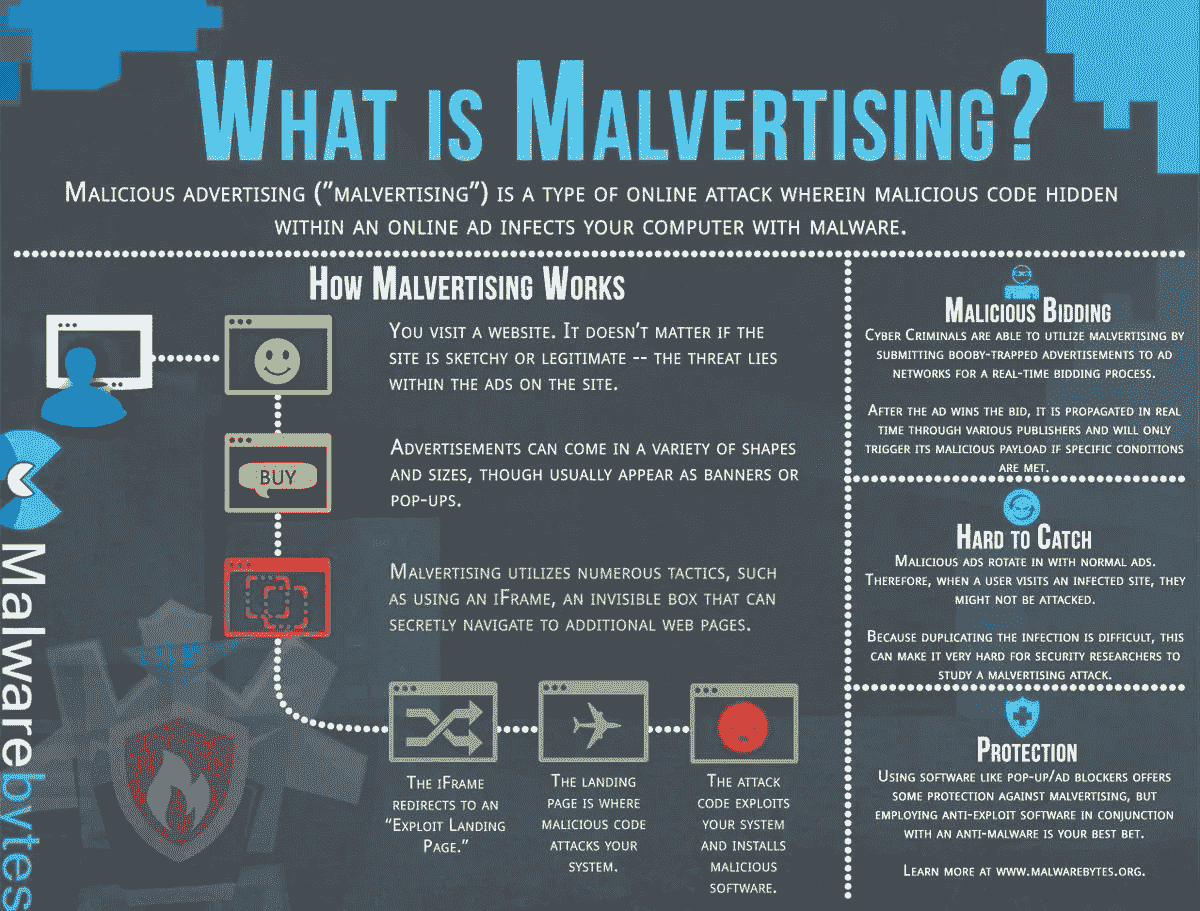 What is Malvertising?
Malicious advertising ("malvertising") is a type of online attack wherein malicious code hidden
within an online ad infects your computer with malware.
How Malvertising Works
You visit a website. It doesn't matter if the
site is sketchy or legitimate -- the threat lies
within the ads on the site.
BUY
Advertisements can come in a variety of shapes
and sizes, though usually appear as banners or
pop-ups.
Malvertising utilizes numerous tactics, such
as using an iFrame, an invisible box that can
secretly navigate to additional web pages.
The iFrame
redirects to an
"Exploit Landing
Page."
The landing
page is where
malicious code
attacks your
system.
The attack
code exploits
your system
and installs
malicious
software.
Malicious Bidding
Cyber Criminals are able to utilize malvertising by
submitting booby-trapped advertisements to ad
networks for a real-time bidding process.
After the ad wins the bid, it is propagated in real
time through various publishers and will only
trigger its malicious payload if specific conditions
are met.
Hard to Catch
Malicious ads rotate in with normal ads.
Therefore, when a user visits an infected site, they
might not be attacked.
Because duplicating the infection is difficult, this
can make it very hard for security researchers to
study a malvertising attack.
Protection
Using software like pop-up/ad blockers offers
some protection against malvertising, but
employing anti-exploit software in conjunction
with an anti-malware is your best bet.
Learn more at www.malwarebytes.org.
Malwarebytes